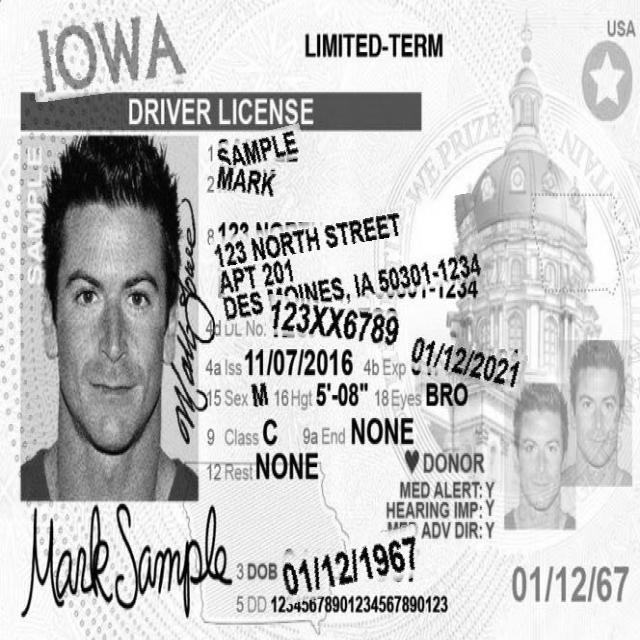 IOWA
LIMITED-TERM
USA
DRIVER LICENSE
SAMPLE
1 SAMPLE
2 MARK
8 123 NORTH STREET
APT 201
DES MOINES, IA 50301-1234
4d DL No. 123XX6789
4a Iss 11/07/2016 4b Exp 01/12/2021
15 Sex M 16 Hgt 5'-08" 18 Eyes BRO
9 Class C 9a End NONE
12 Rest NONE
♥ DONOR
MED ALERT: Y
HEARING IMP: Y
MED ADV DIR: Y
Mark Sample
3 DOB 01/12/1967
5 DD 12345678901234567890123
01/12/67
WE PRIZE